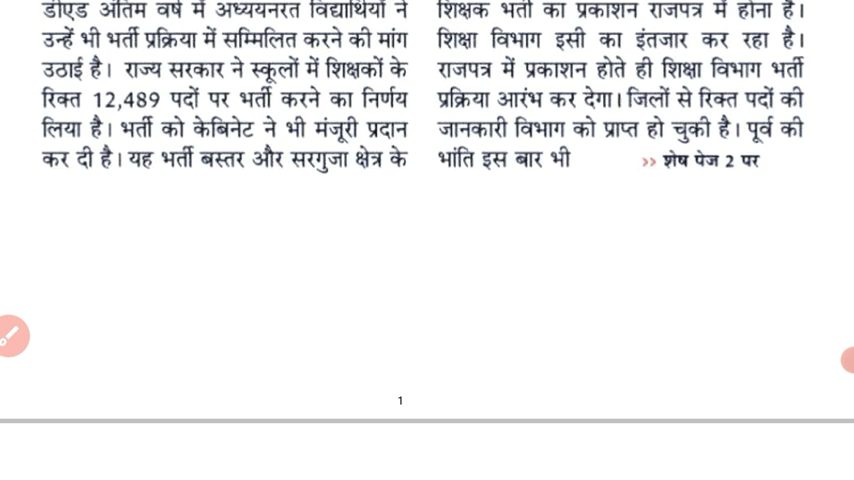 डीएड अंतिम वर्ष में अध्ययनरत विद्यार्थियों ने
उन्हें भी भर्ती प्रक्रिया में सम्मिलित करने की मांग
उठाई है। राज्य सरकार ने स्कूलों में शिक्षकों के
रिक्त 12,489 पदों पर भर्ती करने का निर्णय
लिया है। भर्ती को केबिनेट ने भी मंजूरी प्रदान
कर दी है। यह भर्ती बस्तर और सरगुजा क्षेत्र के
शिक्षक भर्ती का प्रकाशन राजपत्र में होना है।
शिक्षा विभाग इसी का इंतजार कर रहा है।
राजपत्र में प्रकाशन होते ही शिक्षा विभाग भर्ती
प्रक्रिया आरंभ कर देगा। जिलों से रिक्त पदों की
जानकारी विभाग को प्राप्त हो चुकी है। पूर्व की
भांति इस बार भी >> शेष पेज 2 पर
1